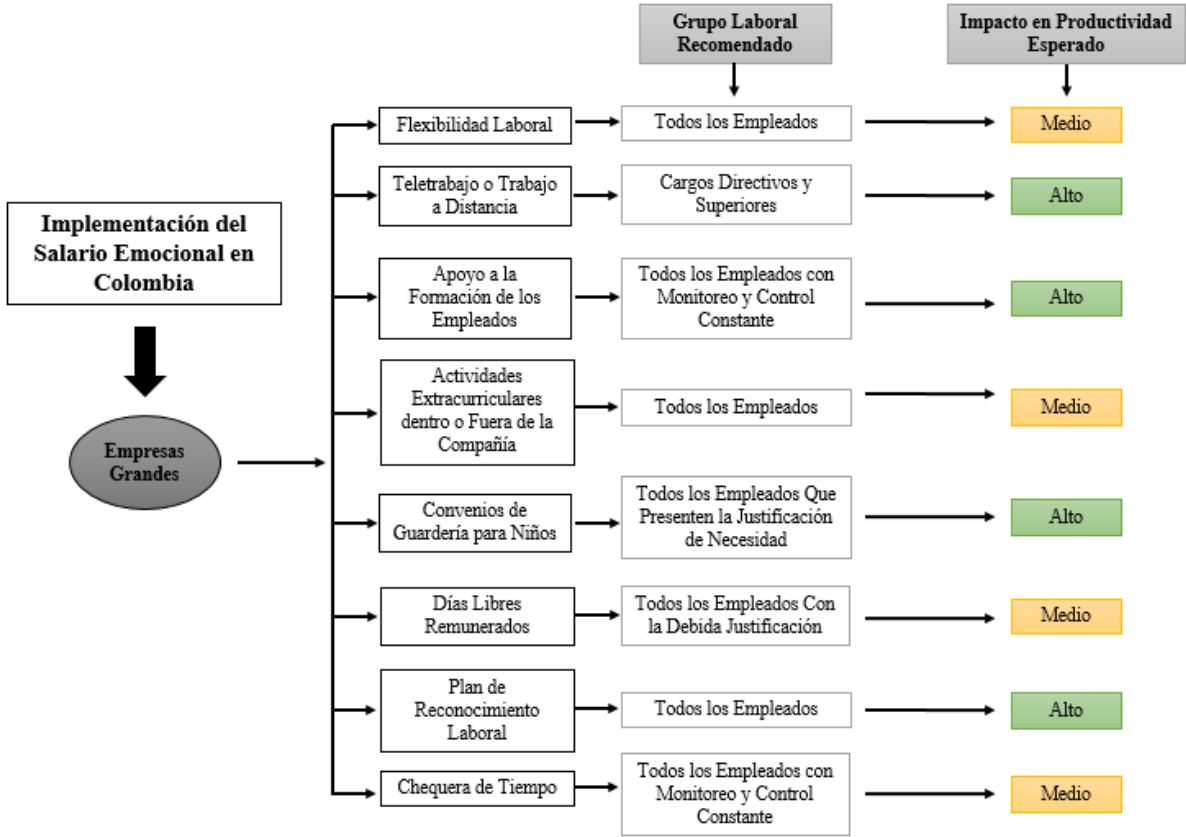 Grupo Laboral
Recomendado
Impacto en Productividad
Esperado
Implementación del
Salario Emocional en
Colombia
Empresas
Grandes
Flexibilidad Laboral
Todos los Empleados
Medio
Teletrabajo o Trabajo
a Distancia
Cargos Directivos y
Superiores
Alto
Apoyo a la
Formación de los
Empleados
Todos los Empleados con
Monitoreo y Control
Constante
Alto
Actividades
Extracurriculares
dentro o Fuera de la
Compañía
Todos los Empleados
Medio
Convenios de
Guardería para Niños
Todos los Empleados Que
Presenten la Justificación
de Necesidad
Alto
Días Libres
Remunerados
Todos los Empleados Con
la Debida Justificación
Medio
Plan de
Reconocimiento
Laboral
Todos los Empleados
Alto
Chequera de Tiempo
Todos los Empleados con
Monitoreo y Control
Constante
Medio